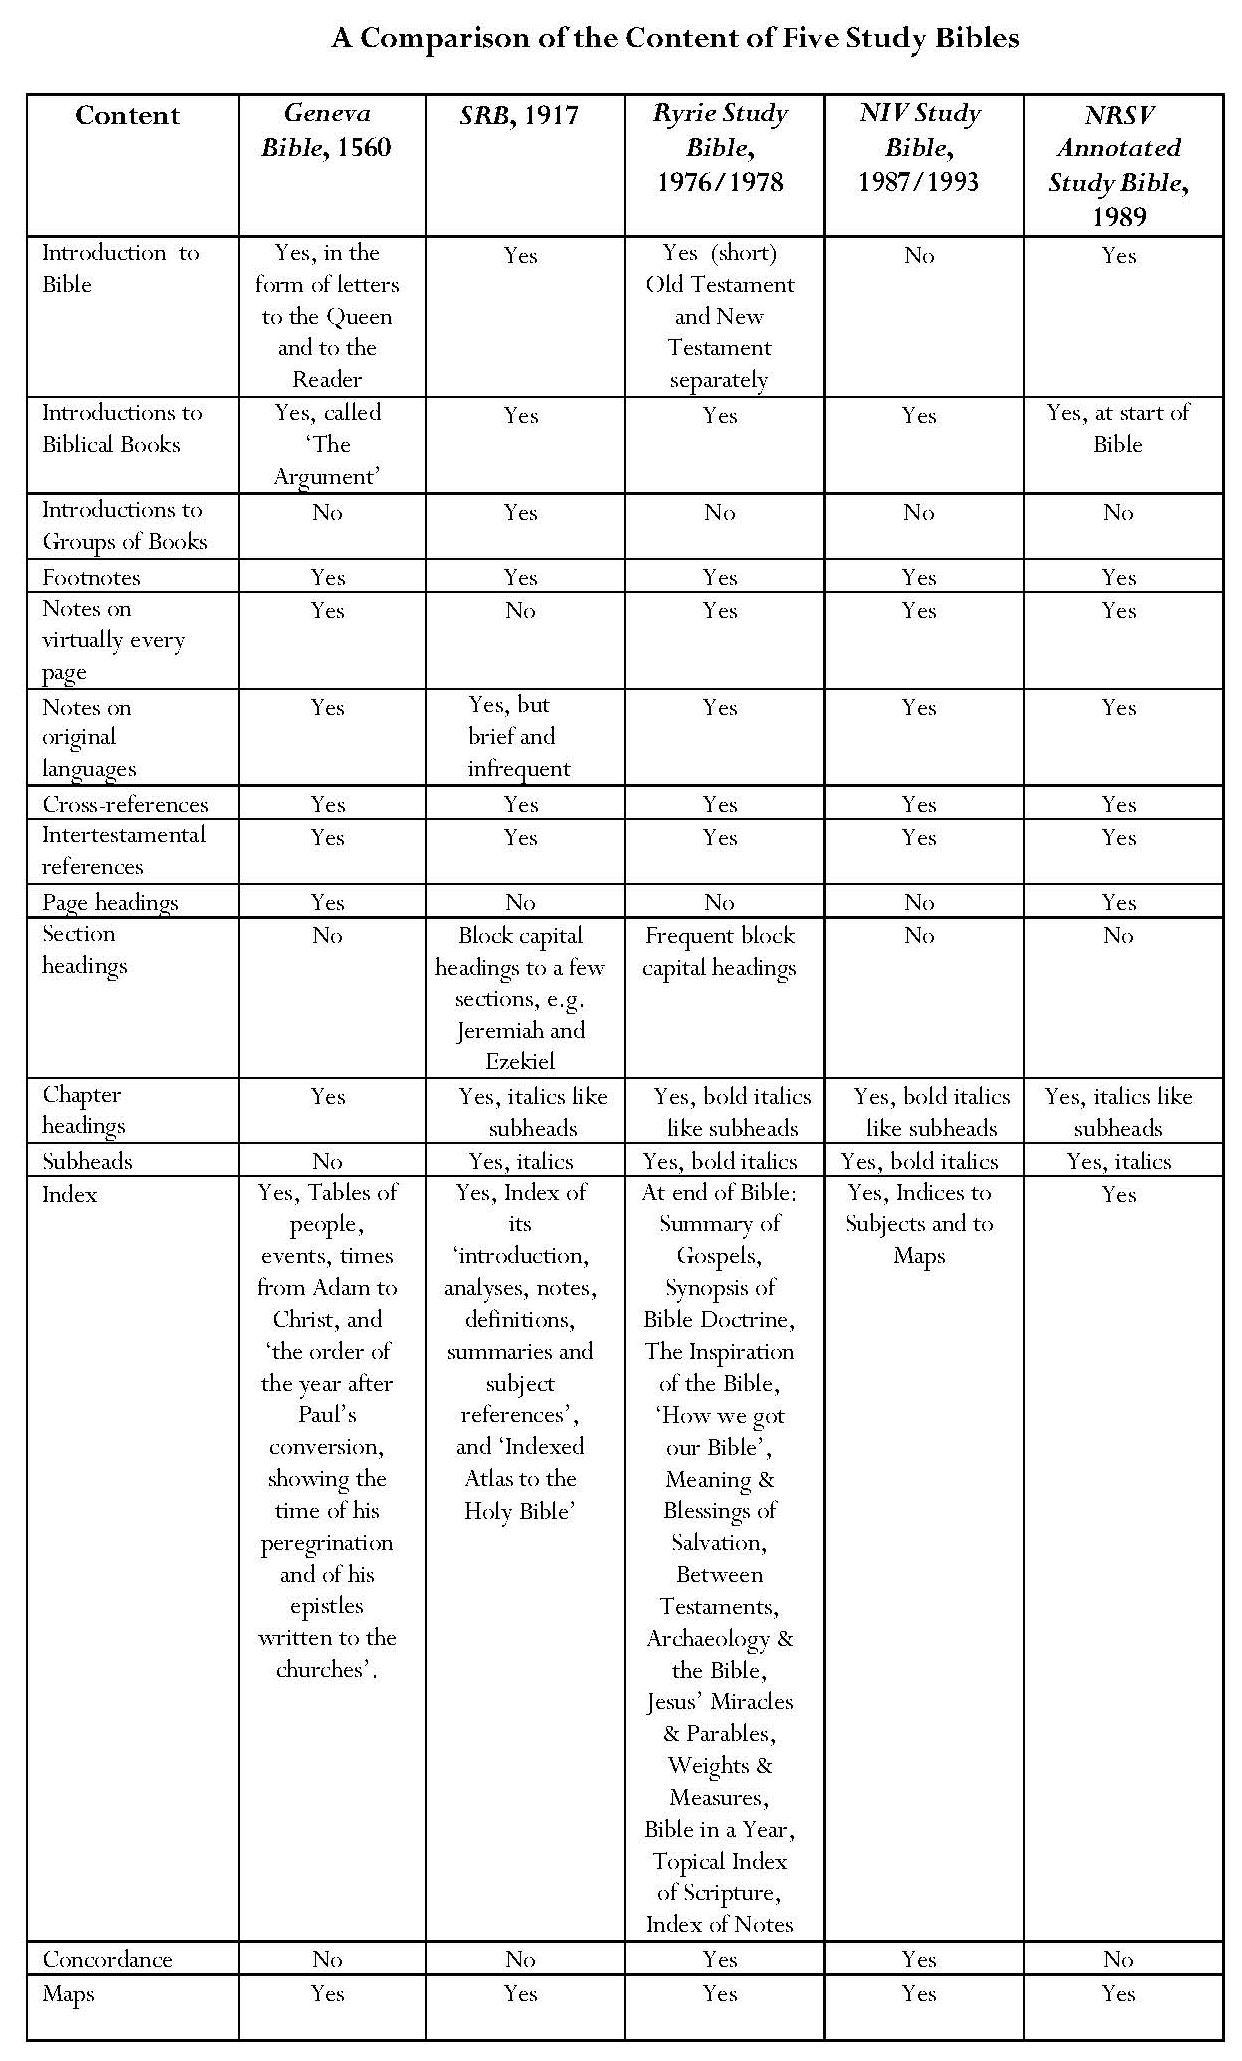 A Comparison of the Content of Five Study Bibles
Content
Geneva
Bible, 1560
SRB, 1917
Ryrie Study
Bible,
1976/1978
NIV Study
Bible,
1987/1993
NRSV
Annotated
Study Bible,
1989
Introduction to
Bible
Yes, in the
form of letters
to the Queen
and to the
Reader
Yes
Yes (short)
Old Testament
and New
Testament
separately
No
Yes
Introductions to
Biblical Books
Yes, called
‘The
Argument’
Yes
Yes
Yes
Yes, at start of
Bible
Introductions to
Groups of Books
No
Yes
No
No
No
Footnotes
Yes
Yes
Yes
Yes
Yes
Notes on
virtually every
page
Yes
No
Yes
Yes
Yes
Notes on
original
languages
Yes
Yes, but
brief and
infrequent
Yes
Yes
Yes
Cross-references
Yes
Yes
Yes
Yes
Yes
Intertestamental
references
Yes
Yes
Yes
Yes
Yes
Page headings
Yes
No
No
No
Yes
Section
headings
No
Block capital
headings to a few
sections, e.g.
Jeremiah and
Ezekiel
Frequent block
capital headings
No
No
Chapter
headings
Yes
Yes, italics like
subheads
Yes, bold italics
like subheads
Yes, bold italics
like subheads
Yes, italics like
subheads
Subheads
No
Yes, italics
Yes, bold italics
Yes, bold italics
Yes, italics
Index
Yes, Tables of
people,
events, times
from Adam to
Christ, and
‘the order of
the year after
Paul’s
conversion,
showing the
time of his
peregrination
and of his
epistles
written to the
churches’.
Yes, Index of
its
‘introduction,
analyses, notes,
definitions,
summaries and
subject
references’,
and ‘Indexed
Atlas to the
Holy Bible’
At end of Bible:
Summary of
Gospels,
Synopsis of
Bible Doctrine,
The Inspiration
of the Bible,
‘How we got
our Bible’,
Meaning &
Blessings of
Salvation,
Between
Testaments,
Archaeology &
the Bible,
Jesus’ Miracles
& Parables,
Weights &
Measures,
Bible in a Year,
Topical Index
of Scripture,
Index of Notes
Yes, Indices to
Subjects and to
Maps
Yes
Concordance
No
No
Yes
Yes
No
Maps
Yes
Yes
Yes
Yes
Yes